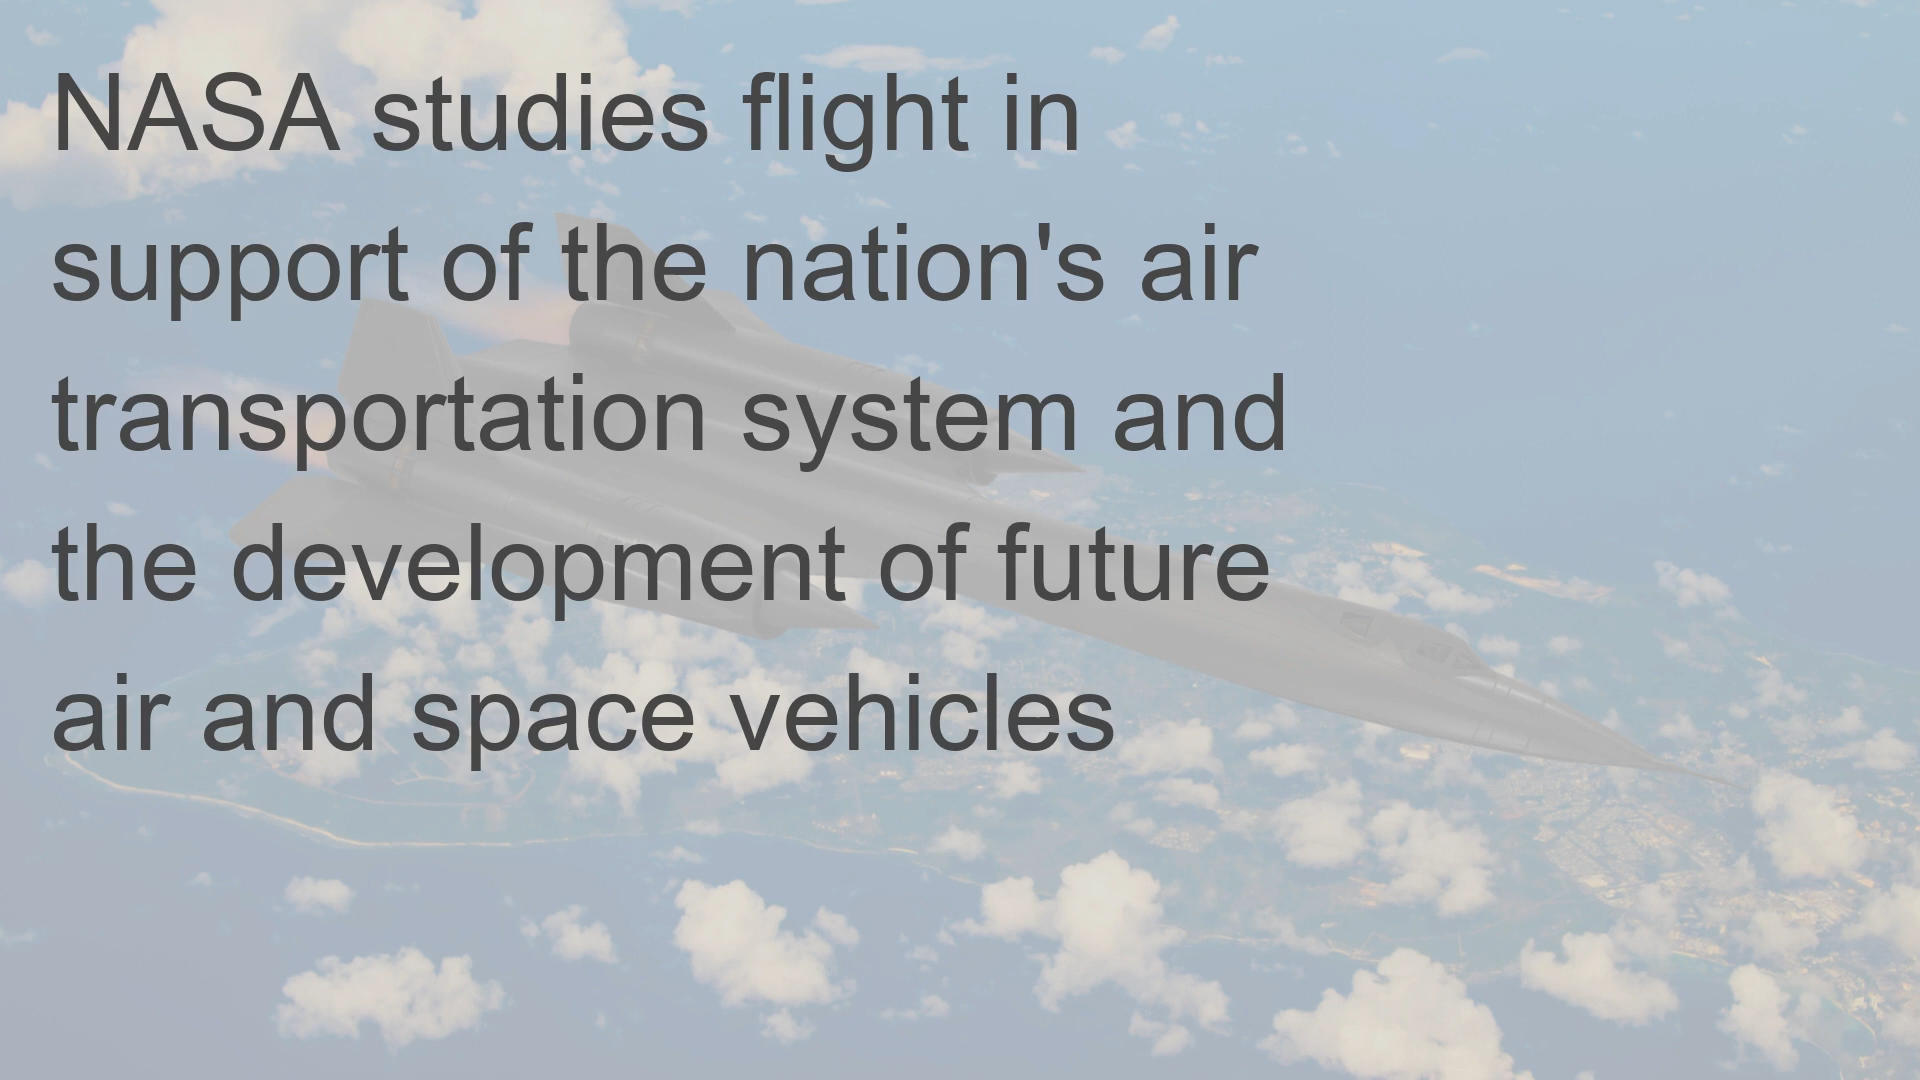 NASA studies flight in
support of the nation's air
transportation system and
the development of future
air and space vehicles